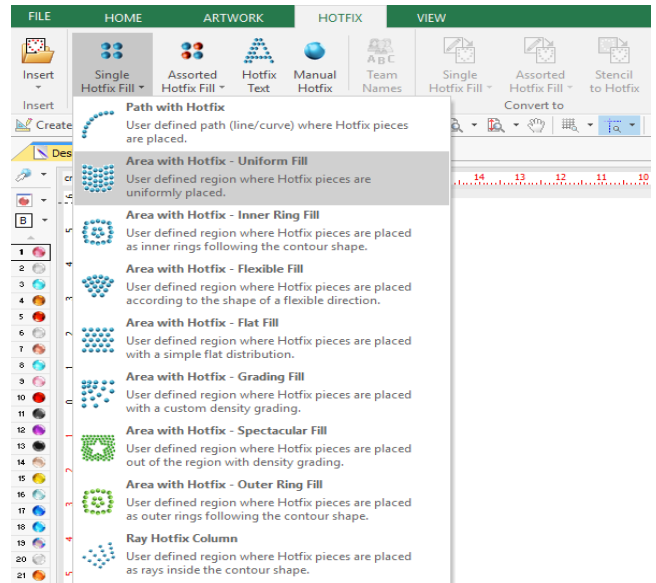 FILE HOME ARTWORK HOTFIX VIEW
Insert Single Hotfix Fill Assorted Hotfix Fill Hotfix Text Manual Hotfix ABC Team Names Single Hotfix Fill Assorted Hotfix Fill Stencil to Hotfix
Insert Convert to
Create
Des
Path with Hotfix
User defined path (line/curve) where Hotfix pieces
are placed.
Area with Hotfix - Uniform Fill
User defined region where Hotfix pieces are
uniformly placed.
Area with Hotfix - Inner Ring Fill
User defined region where Hotfix pieces are placed
as inner rings following the contour shape.
Area with Hotfix - Flexible Fill
User defined region where Hotfix pieces are placed
according to the shape of a flexible direction.
Area with Hotfix - Flat Fill
User defined region where Hotfix pieces are placed
with a simple flat distribution.
Area with Hotfix - Grading Fill
User defined region where Hotfix pieces are placed
with a custom density grading.
Area with Hotfix - Spectacular Fill
User defined region where Hotfix pieces are placed
out of the region with density grading.
Area with Hotfix - Outer Ring Fill
User defined region where Hotfix pieces are placed
as outer rings following the contour shape.
Ray Hotfix Column
User defined region where Hotfix pieces are placed
as rays inside the contour shape.
14 13 12 11 10
B
1
2
3
4
5
6
7
8
9
10
11
12
13
14
15
16
17
18
19
20
21